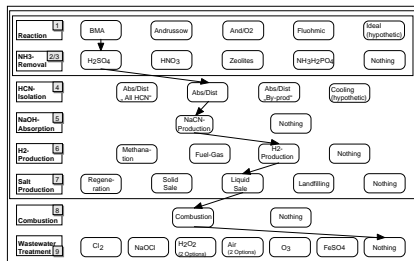 1
Reaction
BMA
Andrussow
And/O2
Fluohmic
Ideal
(hypothetic)
NH3- 2/3
Removal
H2SO4
HNO3
Zeolites
NH3H2PO4
Nothing
HCN- 4
Isolation
Abs/Dist
„All HCN“
Abs/Dist
Abs/Dist
„By-prod“
Cooling
(hypothetic)
NaOH- 5
Absorption
NaCN-
Production
Nothing
H2- 6
Production
Methana-
tion
Fuel-Gas
H2-
Production
Nothing
Salt 7
Production
Regene-
ration
Solid
Sale
Liquid
Sale
Landfilling
Nothing
8
Combustion
Combustion
Nothing
Wastewater
Treatment 9
Cl2
NaOCl
H2O2
(2 Options)
Air
(2 Options)
O3
FeSO4
Nothing